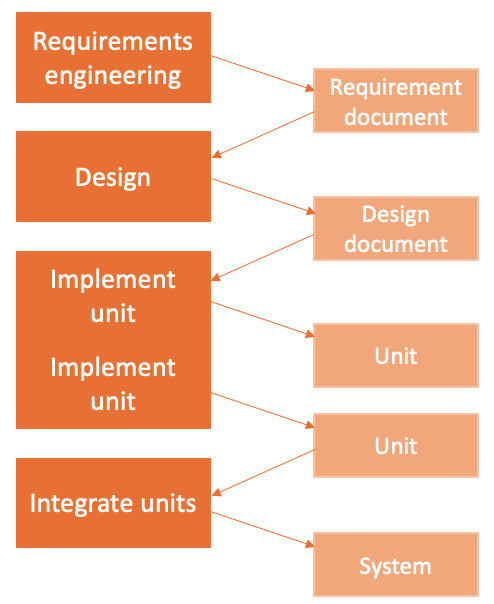 Requirements
engineering
Requirement
document
Design
Design
document
Implement
unit
Unit
Implement
unit
Unit
Integrate units
System